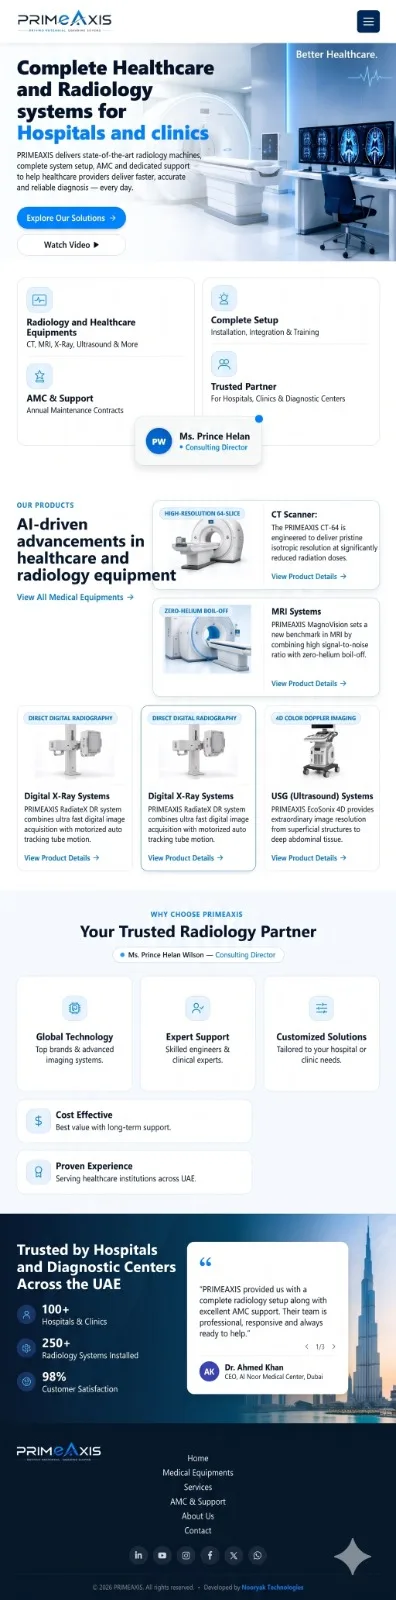 PRIMEAXIS
DRIVING POTENTIAL, ENSURING SAVING
Better Healthcare.
Complete Healthcare
and Radiology
systems for
Hospitals and clinics
PRIMEAXIS delivers state-of-the-art radiology machines,
complete system setup, AMC and dedicated support
to help healthcare providers deliver faster, accurate
and reliable diagnosis — every day.
Explore Our Solutions →
Watch Video ▶
Radiology and Healthcare
Equipments
CT, MRI, X-Ray, Ultrasound & More
AMC & Support
Annual Maintenance Contracts
Complete Setup
Installation, Integration & Training
Trusted Partner
For Hospitals, Clinics & Diagnostic Centers
PW
Ms. Prince Helan
• Consulting Director
OUR PRODUCTS
AI-driven
advancements in
healthcare and
radiology equipment
View All Medical Equipments →
HIGH-RESOLUTION 64-SLICE
CT Scanner:
The PRIMEAXIS CT-64 is
engineered to deliver pristine
isotropic resolution at significantly
reduced radiation doses.
View Product Details →
ZERO-HELIUM BOIL-OFF
MRI Systems
PRIMEAXIS MagnoVision sets a
new benchmark in MRI by
combining high signal-to-noise
ratio with zero-helium boil-off.
View Product Details →
DIRECT DIGITAL RADIOGRAPHY
Digital X-Ray Systems
PRIMEAXIS RadiateX DR system
combines ultra fast digital image
acquisition with motorized auto
tracking tube motion.
View Product Details →
DIRECT DIGITAL RADIOGRAPHY
Digital X-Ray Systems
PRIMEAXIS RadiateX DR system
combines ultra fast digital image
acquisition with motorized auto
tracking tube motion.
View Product Details →
4D COLOR DOPPLER IMAGING
USG (Ultrasound) Systems
PRIMEAXIS EcoSonix 4D provides
extraordinary image resolution
from superficial structures to
deep abdominal tissue.
View Product Details →
WHY CHOOSE PRIMEAXIS
Your Trusted Radiology Partner
• Ms. Prince Helan Wilson — Consulting Director
Global Technology
Top brands & advanced
imaging systems.
Expert Support
Skilled engineers &
clinical experts.
Customized Solutions
Tailored to your hospital or
clinic needs.
Cost Effective
Best value with long-term support.
Proven Experience
Serving healthcare institutions across UAE.
Trusted by Hospitals
and Diagnostic Centers
Across the UAE
100+
Hospitals & Clinics
250+
Radiology Systems Installed
98%
Customer Satisfaction
“PRIMEAXIS provided us with a
complete radiology setup along with
excellent AMC support. Their team is
professional, responsive and always
ready to help.”
‹ 1/3 ›
AK
Dr. Ahmed Khan
CEO, Al Noor Medical Center, Dubai
PRIMEAXIS
Home
Medical Equipments
Services
AMC & Support
About Us
Contact
© 2026 PRIMEAXIS. All rights reserved. • Developed by Nooryak Technologies